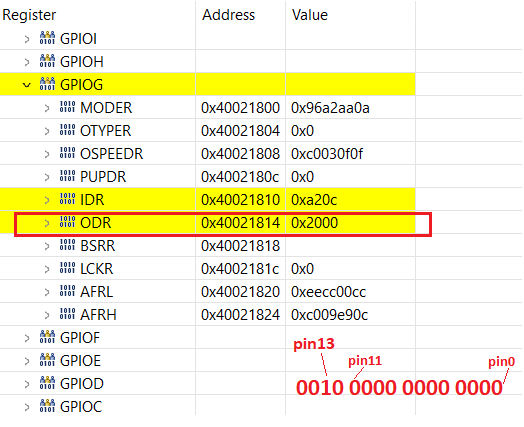 Register Address Value
GPIOI
GPIOH
GPIOG
MODER 0x40021800 0x96a2aa0a
OTYPER 0x40021804 0x0
OSPEEDR 0x40021808 0xc0030f0f
PUPDR 0x4002180c 0x0
IDR 0x40021810 0xa20c
ODR 0x40021814 0x2000
BSRR 0x40021818
LCKR 0x4002181c 0x0
AFRL 0x40021820 0xeecc00cc
AFRH 0x40021824 0xc009e90c
GPIOF
pin13
GPIOE
pin11 pin0
GPIOD
0010 0000 0000 0000
GPIOC